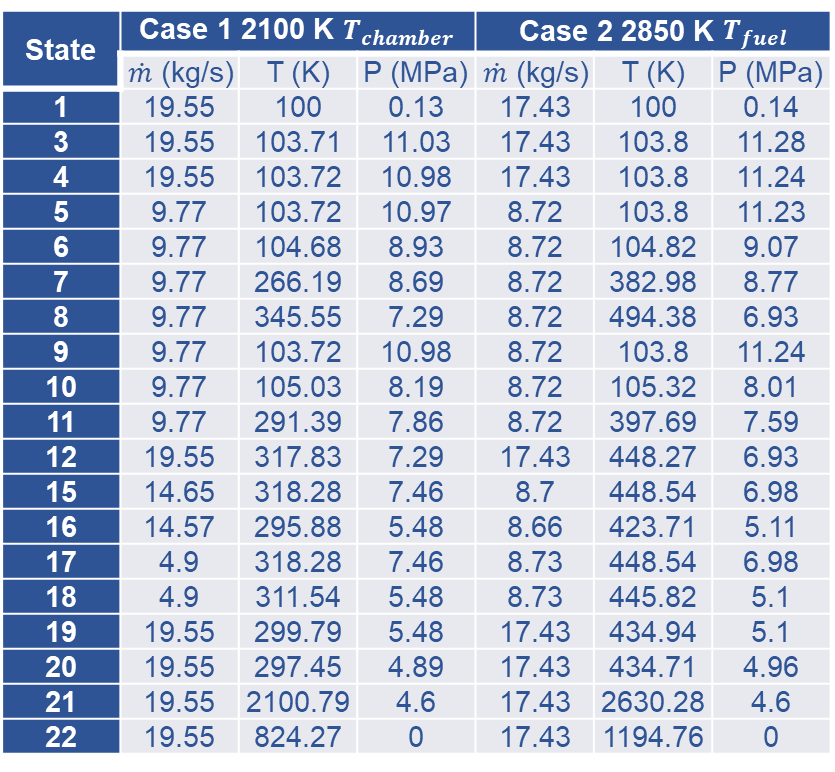 State Case 1 2100 K T_chamber Case 2 2850 K T_fuel
ṁ (kg/s) T (K) P (MPa) ṁ (kg/s) T (K) P (MPa)
1 19.55 100 0.13 17.43 100 0.14
3 19.55 103.71 11.03 17.43 103.8 11.28
4 19.55 103.72 10.98 17.43 103.8 11.24
5 9.77 103.72 10.97 8.72 103.8 11.23
6 9.77 104.68 8.93 8.72 104.82 9.07
7 9.77 266.19 8.69 8.72 382.98 8.77
8 9.77 345.55 7.29 8.72 494.38 6.93
9 9.77 103.72 10.98 8.72 103.8 11.24
10 9.77 105.03 8.19 8.72 105.32 8.01
11 9.77 291.39 7.86 8.72 397.69 7.59
12 19.55 317.83 7.29 17.43 448.27 6.93
15 14.65 318.28 7.46 8.7 448.54 6.98
16 14.57 295.88 5.48 8.66 423.71 5.11
17 4.9 318.28 7.46 8.73 448.54 6.98
18 4.9 311.54 5.48 8.73 445.82 5.1
19 19.55 299.79 5.48 17.43 434.94 5.1
20 19.55 297.45 4.89 17.43 434.71 4.96
21 19.55 2100.79 4.6 17.43 2630.28 4.6
22 19.55 824.27 0 17.43 1194.76 0